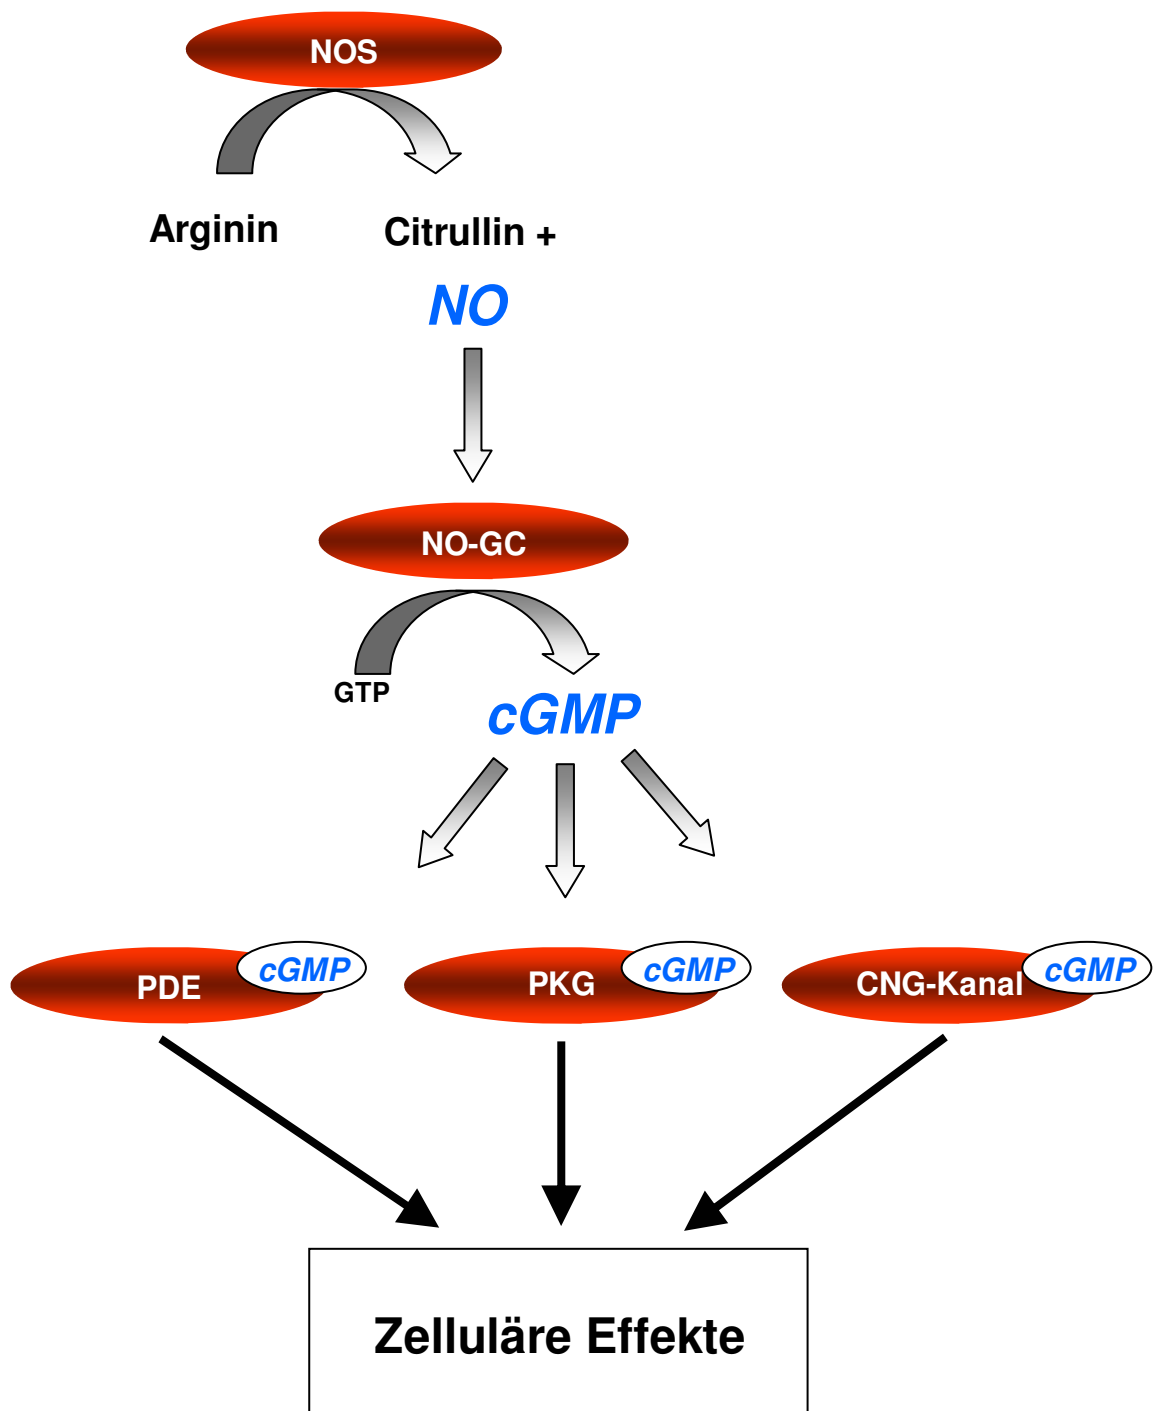 NOS
Arginin
Citrullin +
NO
NO-GC
GTP
cGMP
PDE
cGMP
PKG
cGMP
CNG-Kanal
cGMP
Zelluläre Effekte